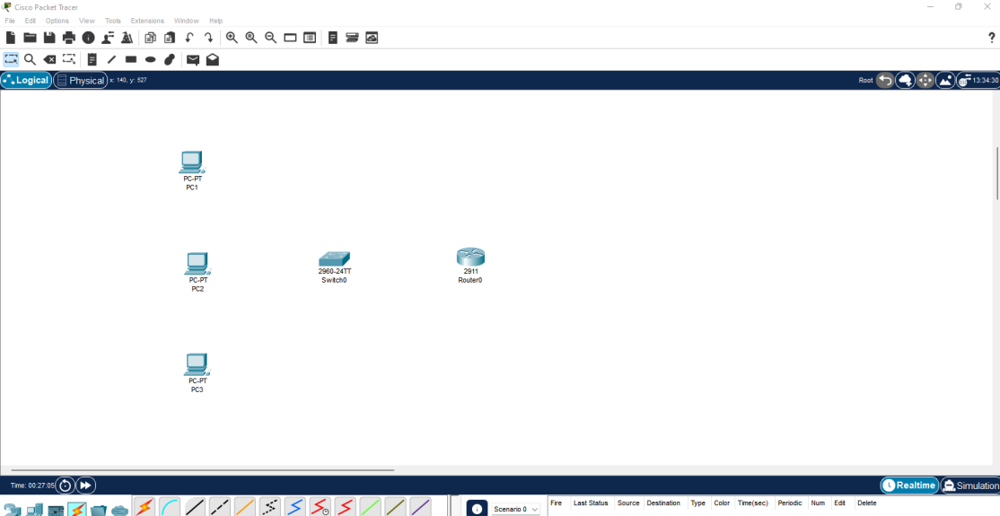 Cisco Packet Tracer
File Edit Options View Tools Extensions Window Help
?
Logical Physical x: 140, y: 527 Root 13:34:30
PC-PT
PC1
PC-PT
PC2
2960-24TT
Switch0
2911
Router0
PC-PT
PC3
Time: 00:27:05 Realtime Simulation
Scenario 0 Fire Last Status Source Destination Type Color Time(sec) Periodic Num Edit Delete